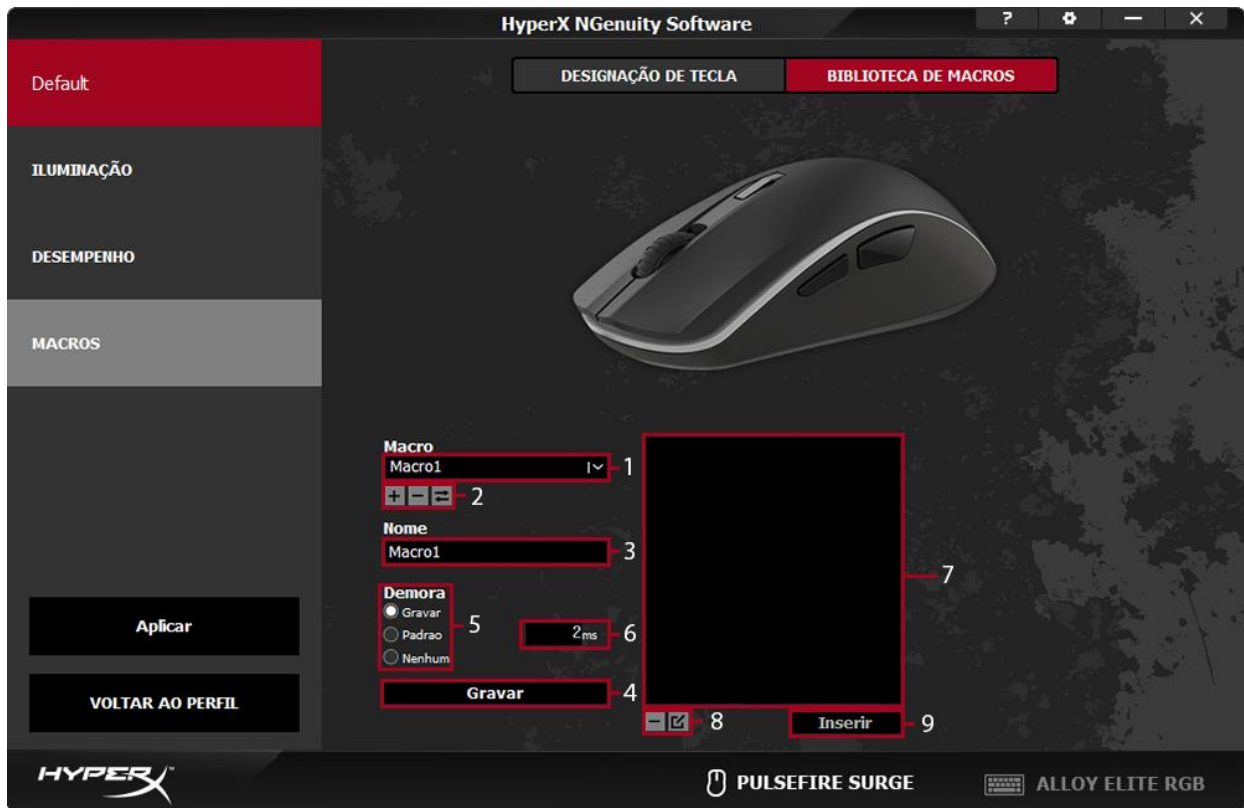 HyperX NGenuity Software
?
Default
DESIGNAÇÃO DE TECLA
BIBLIOTECA DE MACROS
ILUMINAÇÃO
DESEMPENHO
MACROS
Macro
Macro1
1
2
Nome
Macro1
3
Demora
Gravar
Padrao
Nenhum
5
2ms
6
Gravar
4
7
8
Inserir
9
Aplicar
VOLTAR AO PERFIL
HYPERX™
PULSEFIRE SURGE
ALLOY ELITE RGB